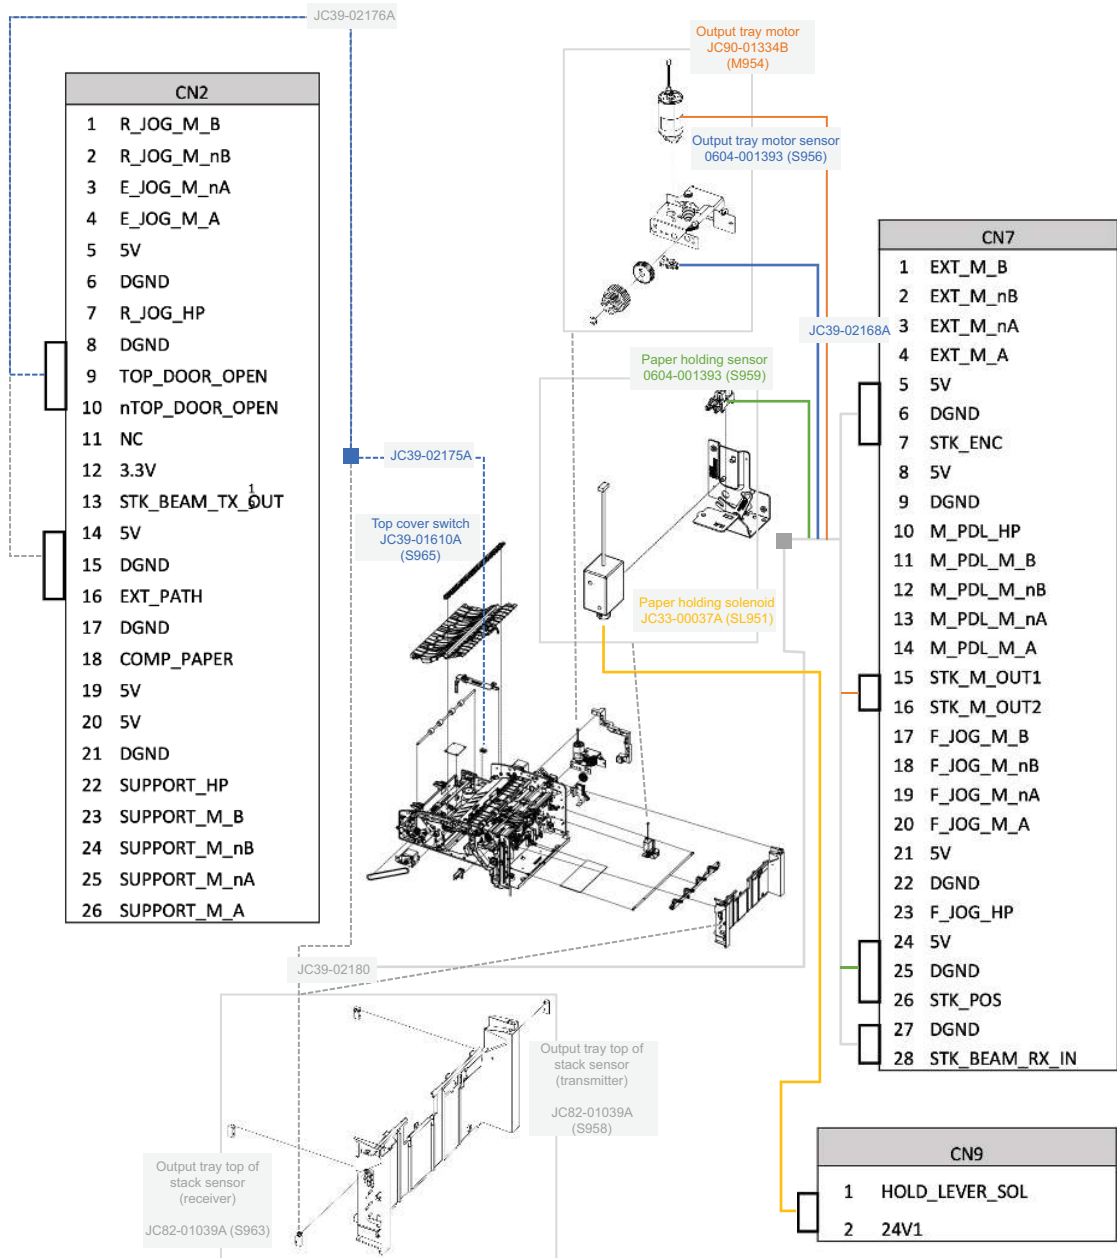 JC39-02176A
Output tray motor
JC90-01334B
(M954)
CN2
1 R_JOG_M_B
2 R_JOG_M_nB
3 E_JOG_M_nA
4 E_JOG_M_A
5 5V
6 DGND
7 R_JOG_HP
8 DGND
9 TOP_DOOR_OPEN
10 nTOP_DOOR_OPEN
11 NC
12 3.3V
13 STK_BEAM_TX_OUT
1
14 5V
15 DGND
16 EXT_PATH
17 DGND
18 COMP_PAPER
19 5V
20 5V
21 DGND
22 SUPPORT_HP
23 SUPPORT_M_B
24 SUPPORT_M_nB
25 SUPPORT_M_nA
26 SUPPORT_M_A
Output tray motor sensor
0604-001393 (S956)
JC39-02168A
Paper holding sensor
0604-001393 (S959)
JC39-02175A
Top cover switch
JC39-01610A
(S965)
Paper holding solenoid
JC33-00037A (SL951)
CN7
1 EXT_M_B
2 EXT_M_nB
3 EXT_M_nA
4 EXT_M_A
5 5V
6 DGND
7 STK_ENC
8 5V
9 DGND
10 M_PDL_HP
11 M_PDL_M_B
12 M_PDL_M_nB
13 M_PDL_M_nA
14 M_PDL_M_A
15 STK_M_OUT1
16 STK_M_OUT2
17 F_JOG_M_B
18 F_JOG_M_nB
19 F_JOG_M_nA
20 F_JOG_M_A
21 5V
22 DGND
23 F_JOG_HP
24 5V
25 DGND
26 STK_POS
27 DGND
28 STK_BEAM_RX_IN
JC39-02180
Output tray top of
stack sensor
(transmitter)
JC82-01039A
(S958)
Output tray top of
stack sensor
(receiver)
JC82-01039A (S963)
CN9
1 HOLD_LEVER_SOL
2 24V1